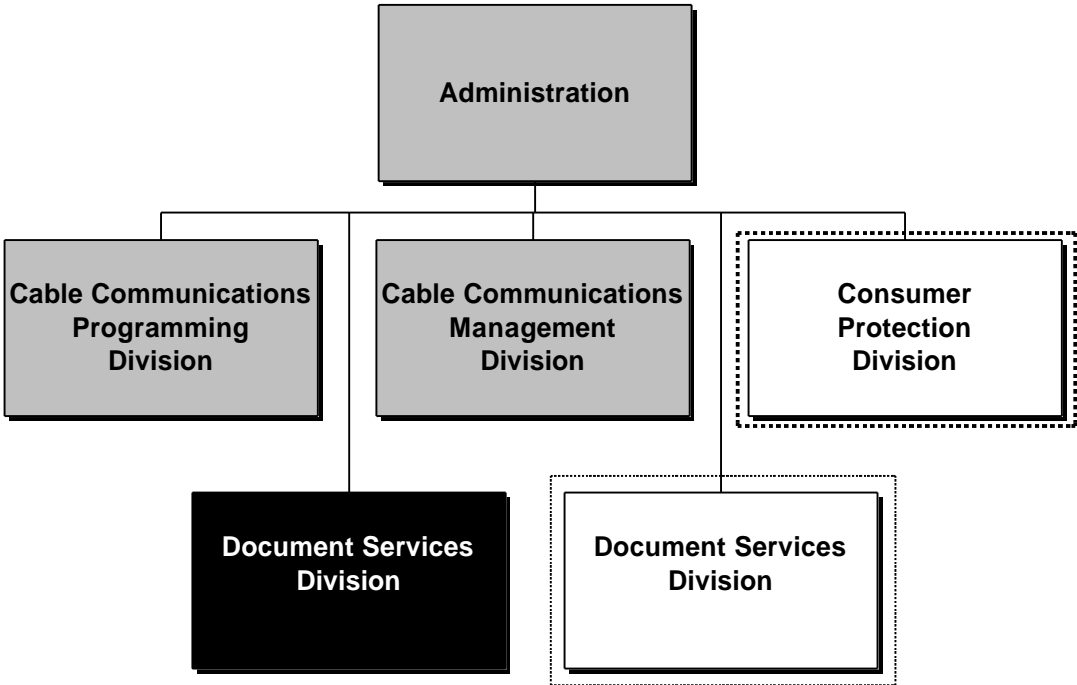 Administration
Cable Communications
Programming
Division
Cable Communications
Management
Division
Consumer
Protection
Division
Document Services
Division
Document Services
Division